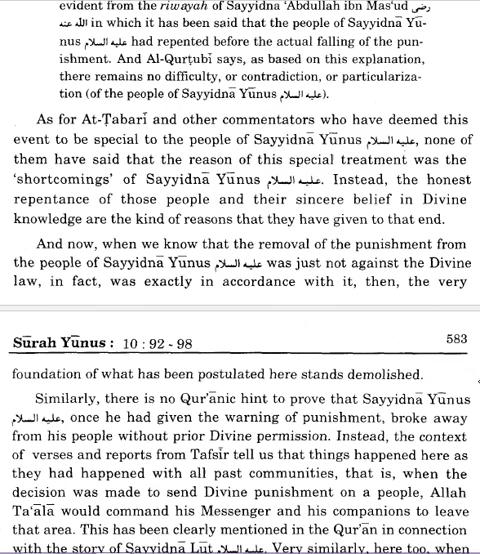 evident from the riwayah of Sayyidna 'Abdullah ibn Mas'ud رضى
الله عنه in which it has been said that the people of Sayyidnā Yū-
nus عليه السلام had repented before the actual falling of the pun-
ishment. And Al-Qurṭubī says, as based on this explanation,
there remains no difficulty, or contradiction, or particulariza-
tion (of the people of Sayyidnā Yūnus عليه السلام).
As for At-Ṭabarī and other commentators who have deemed this
event to be special to the people of Sayyidnā Yūnus عليه السلام, none of
them have said that the reason of this special treatment was the
'shortcomings' of Sayyidnā Yūnus عليه السلام. Instead, the honest
repentance of those people and their sincere belief in Divine
knowledge are the kind of reasons that they have given to that end.
And now, when we know that the removal of the punishment from
the people of Sayyidnā Yūnus عليه السلام was just not against the Divine
law, in fact, was exactly in accordance with it, then, the very
Sūrah Yūnus : 10 : 92 - 98 583
foundation of what has been postulated here stands demolished.
Similarly, there is no Qur'ānic hint to prove that Sayyidnā Yūnus
عليه السلام, once he had given the warning of punishment, broke away
from his people without prior Divine permission. Instead, the context
of verses and reports from Tafsīr tell us that things happened here as
they had happened with all past communities, that is, when the
decision was made to send Divine punishment on a people, Allah
Ta'ālā would command his Messenger and his companions to leave
that area. This has been clearly mentioned in the Qur'ān in connection
with the story of Sayyidnā Lūṭ عليه السلام. Very similarly, here too, when